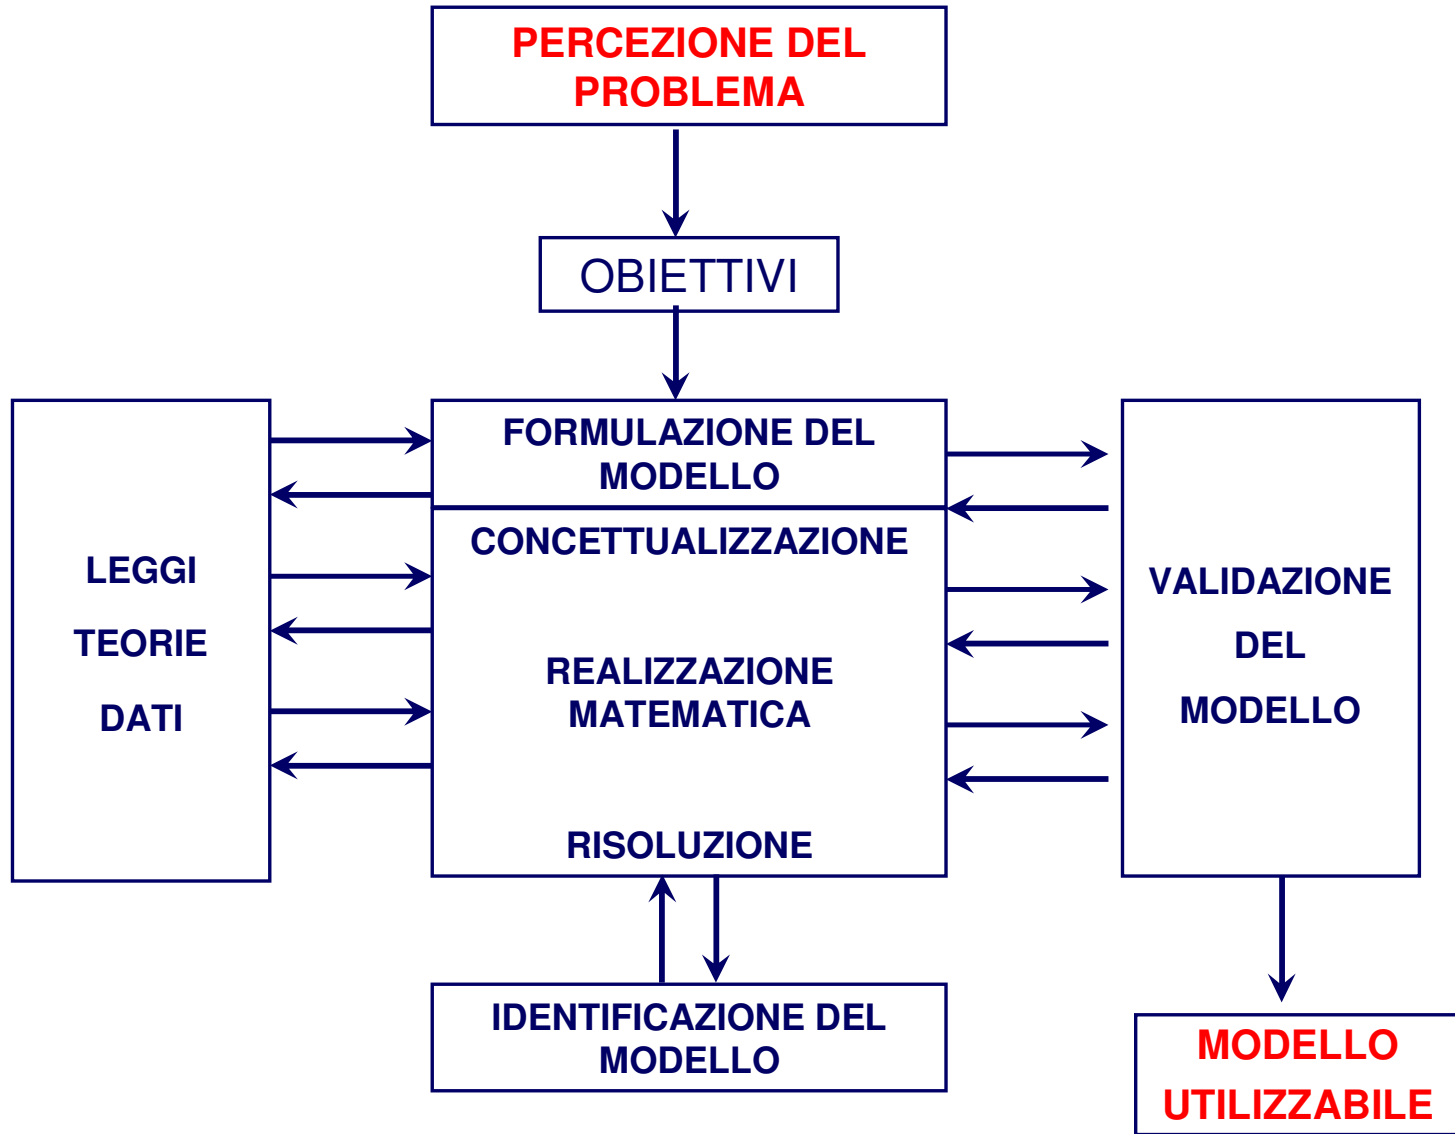 PERCEZIONE DEL
PROBLEMA
OBIETTIVI
FORMULAZIONE DEL
MODELLO
CONCETTUALIZZAZIONE
REALIZZAZIONE
MATEMATICA
RISOLUZIONE
LEGGI
TEORIE
DATI
VALIDAZIONE
DEL
MODELLO
IDENTIFICAZIONE DEL
MODELLO
MODELLO
UTILIZZABILE